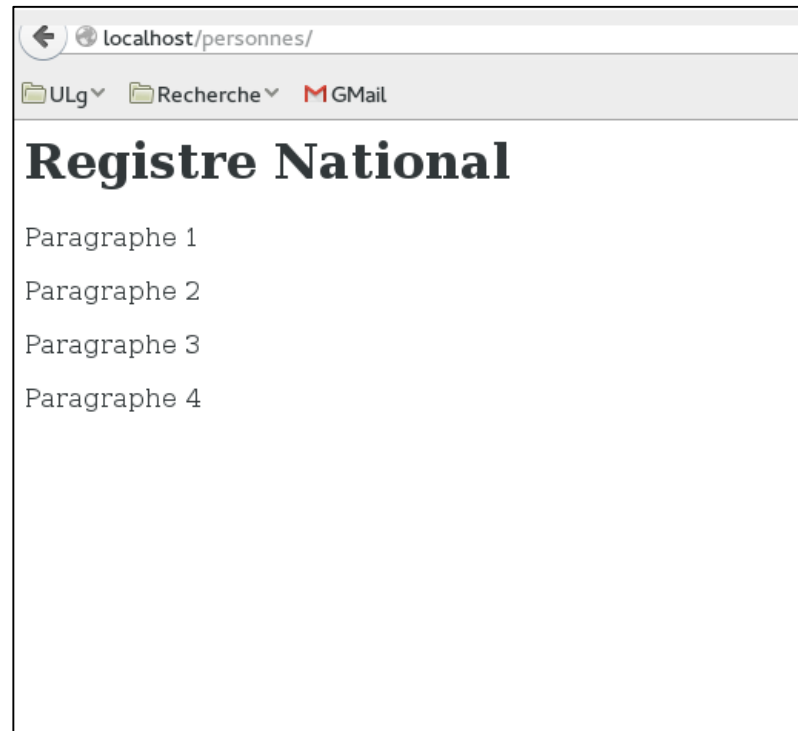 localhost/personnes/
ULg Recherche GMail
Registre National
Paragraphe 1
Paragraphe 2
Paragraphe 3
Paragraphe 4